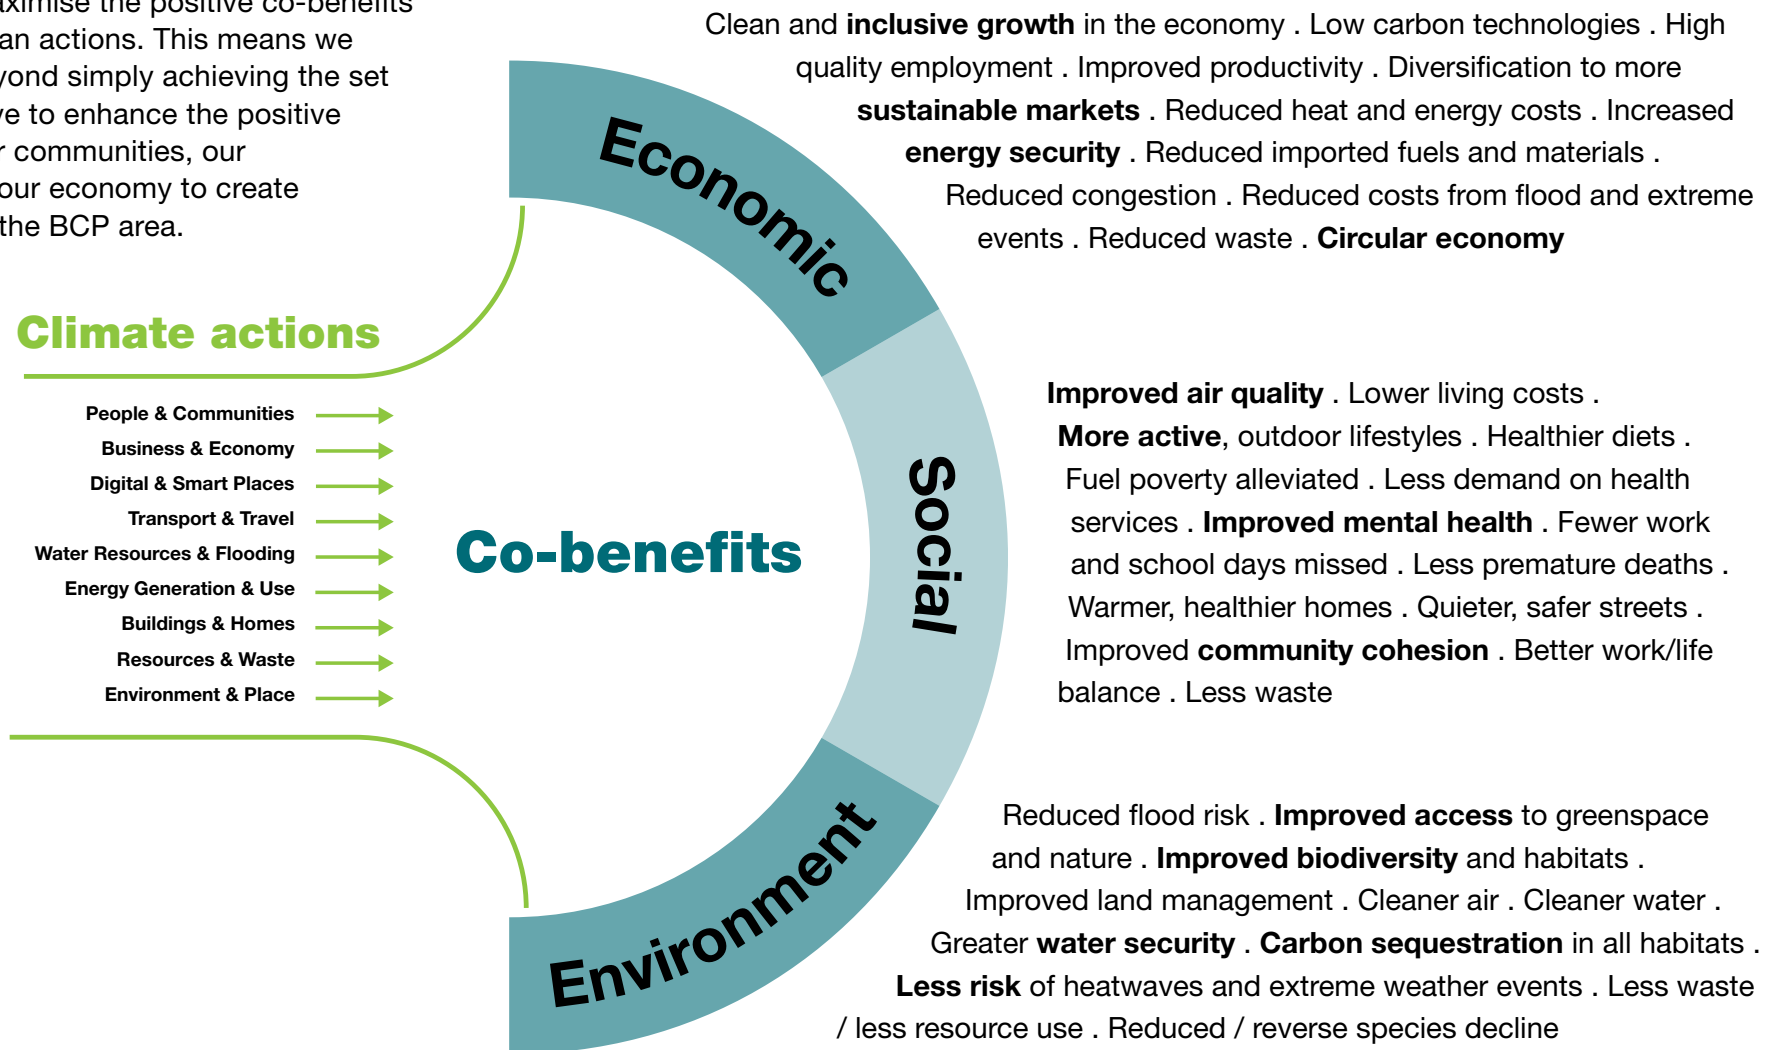 the positive co-benefits
an actions. This means we
yond simply achieving the set
ve to enhance the positive
r communities, our
our economy to create
the BCP area.
Climate actions
People & Communities
Business & Economy
Digital & Smart Places
Transport & Travel
Water Resources & Flooding
Energy Generation & Use
Buildings & Homes
Resources & Waste
Environment & Place
Co-benefits
Economic
Clean and inclusive growth in the economy . Low carbon technologies . High
quality employment . Improved productivity . Diversification to more
sustainable markets . Reduced heat and energy costs . Increased
energy security . Reduced imported fuels and materials .
Reduced congestion . Reduced costs from flood and extreme
events . Reduced waste . Circular economy
Social
Improved air quality . Lower living costs .
More active, outdoor lifestyles . Healthier diets .
Fuel poverty alleviated . Less demand on health
services . Improved mental health . Fewer work
and school days missed . Less premature deaths .
Warmer, healthier homes . Quieter, safer streets .
Improved community cohesion . Better work/life
balance . Less waste
Environment
Reduced flood risk . Improved access to greenspace
and nature . Improved biodiversity and habitats .
Improved land management . Cleaner air . Cleaner water .
Greater water security . Carbon sequestration in all habitats .
Less risk of heatwaves and extreme weather events . Less waste
/ less resource use . Reduced / reverse species decline